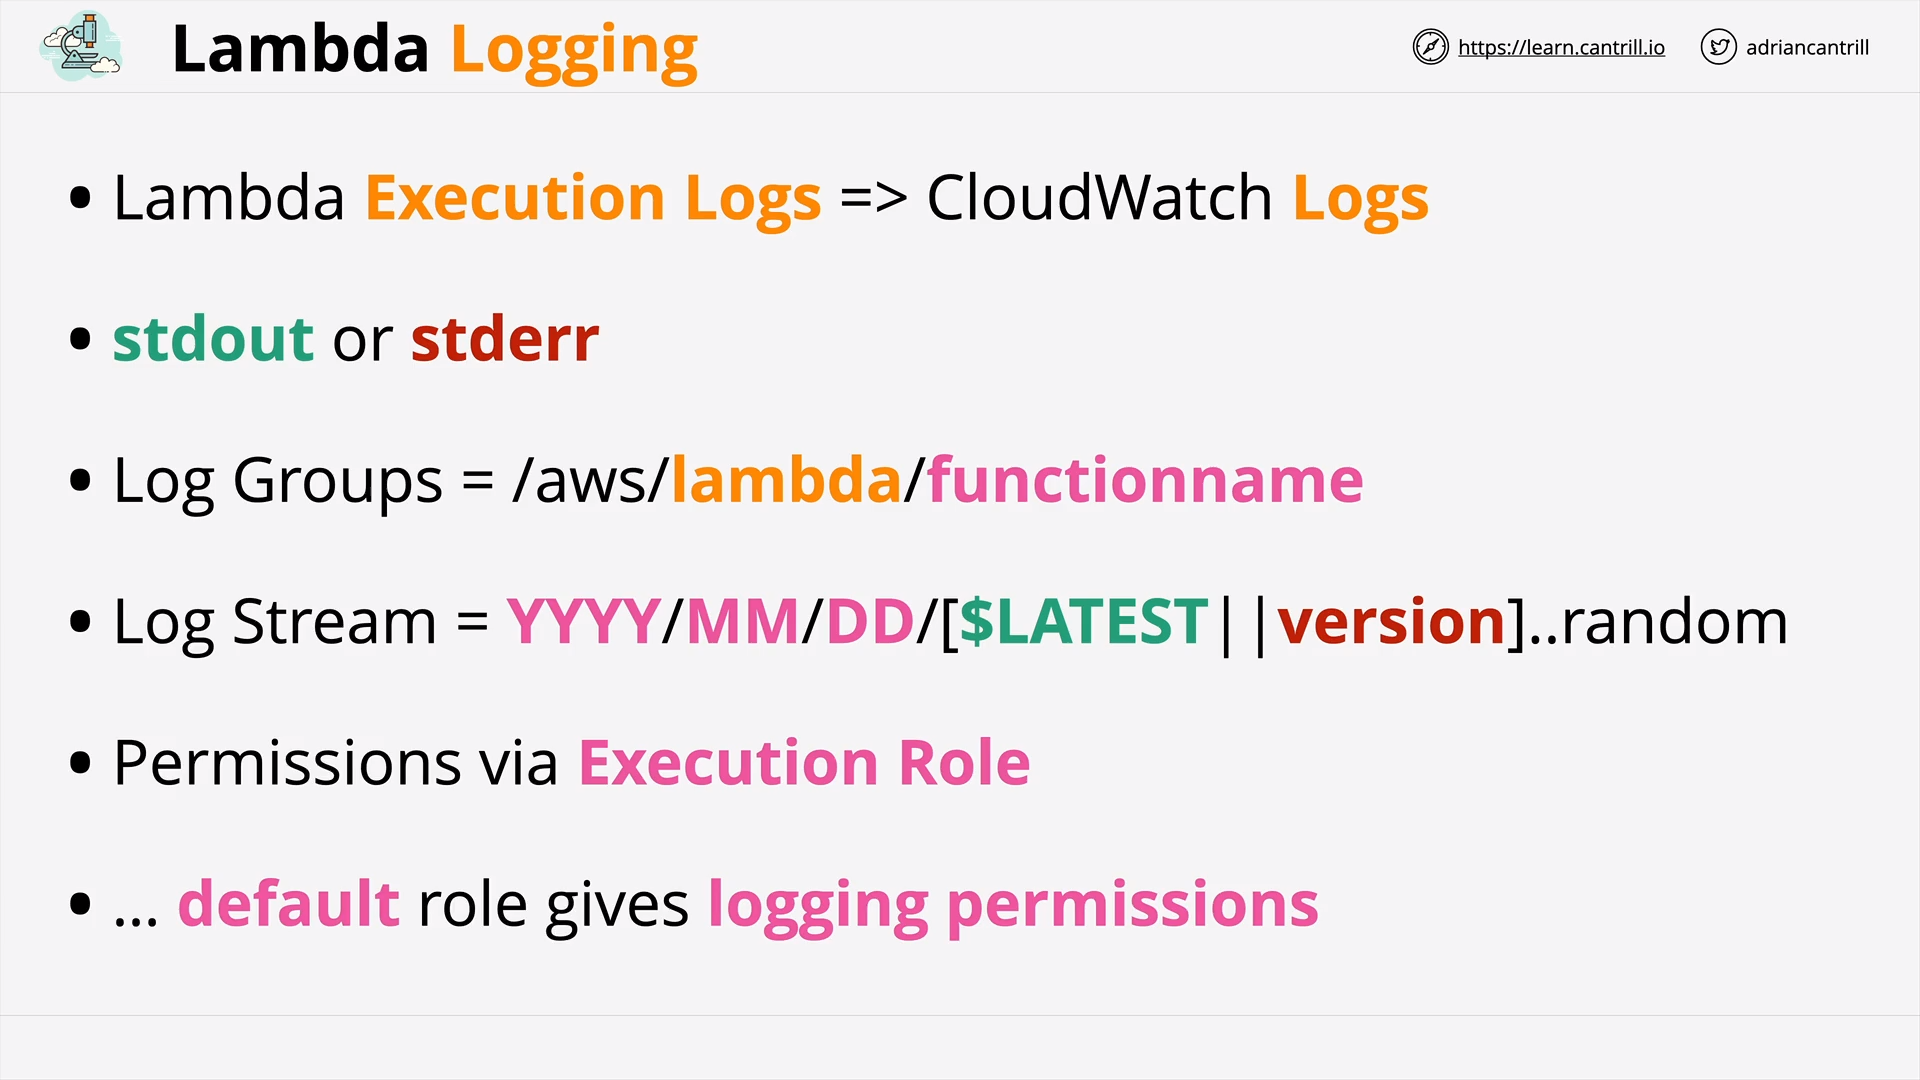 Lambda Logging
https://learn.cantrill.io
adriancantrill
• Lambda Execution Logs => CloudWatch Logs
• stdout or stderr
• Log Groups = /aws/lambda/functionname
• Log Stream = YYYY/MM/DD/[$LATEST||version]..random
• Permissions via Execution Role
• ... default role gives logging permissions